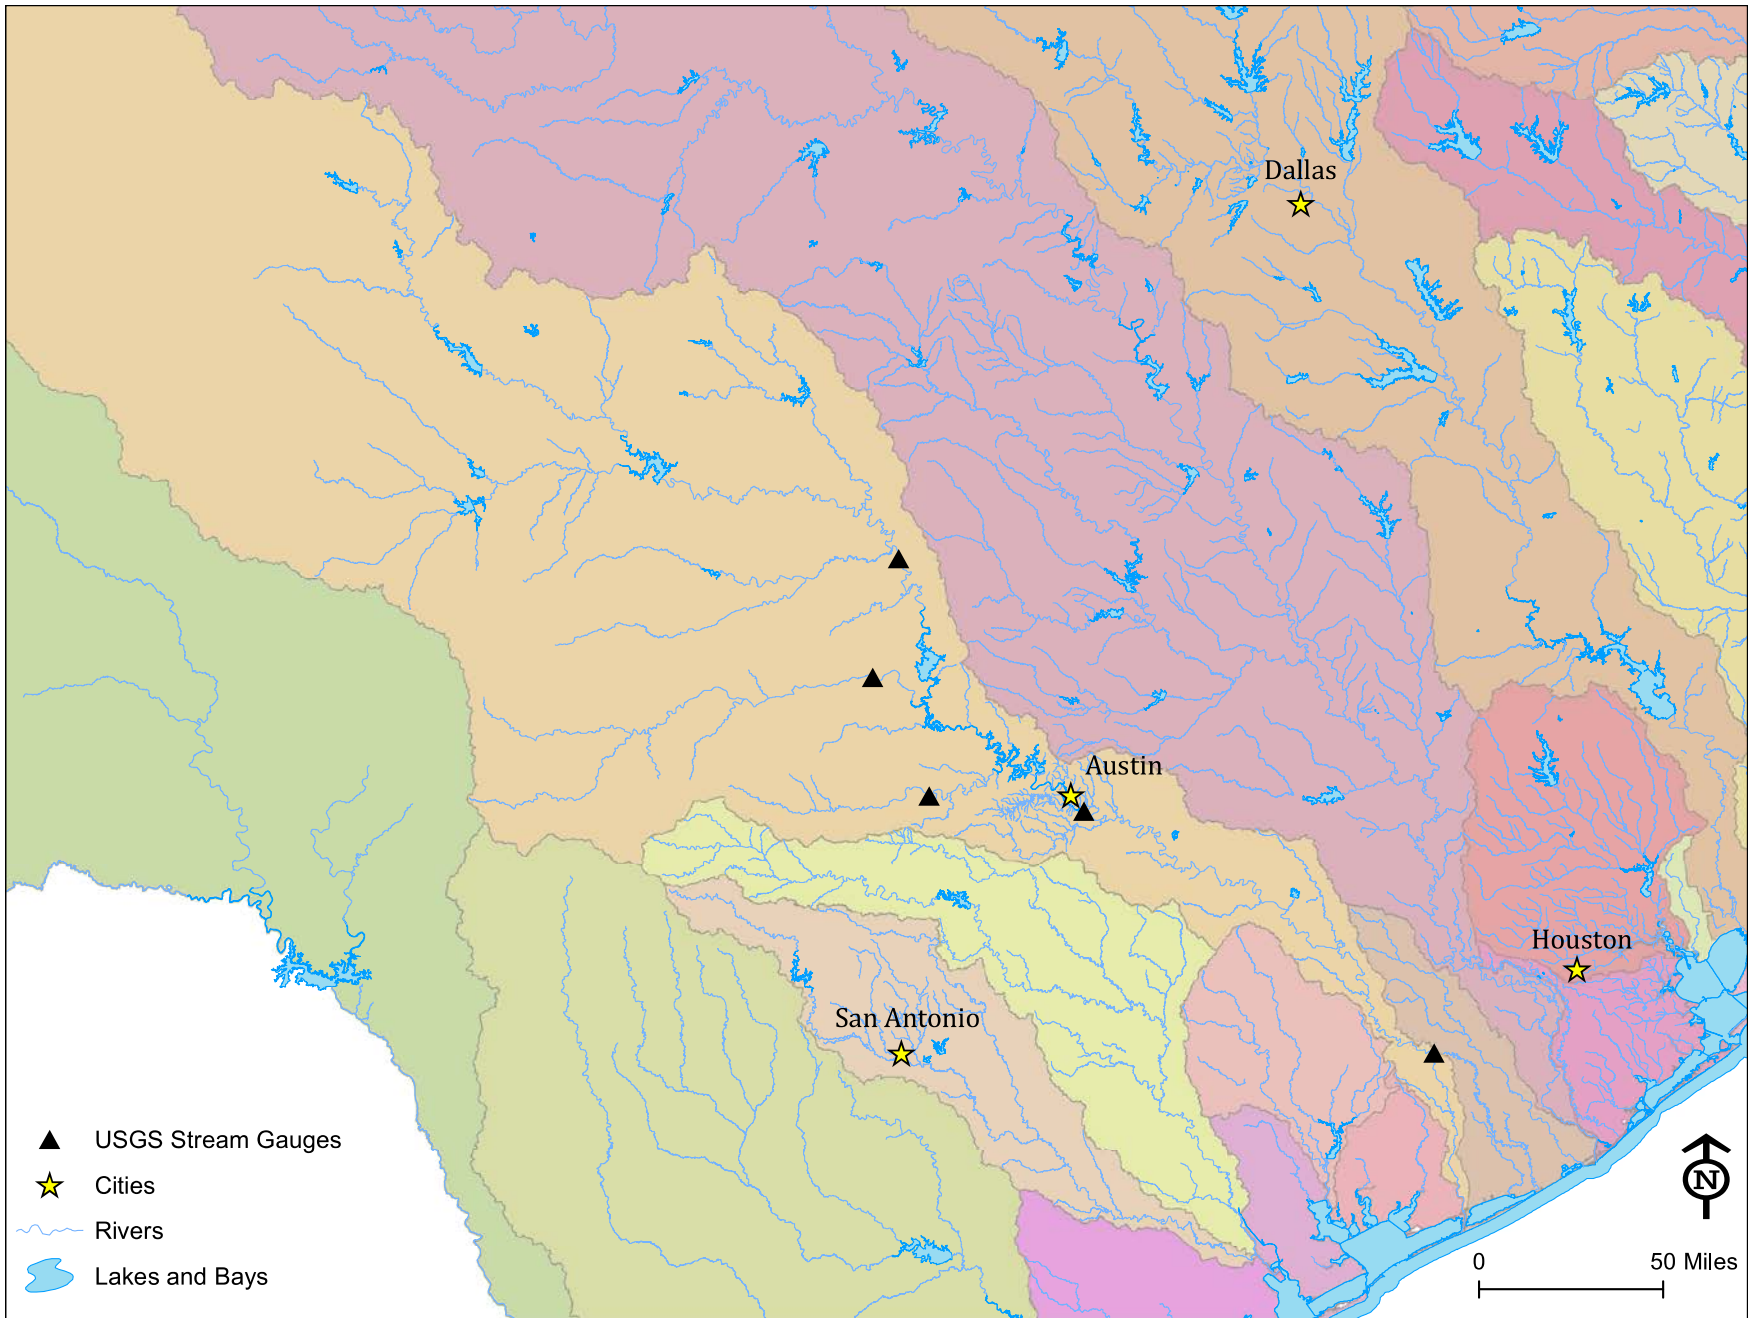 Dallas
Austin
Houston
San Antonio
USGS Stream Gauges
Cities
Rivers
Lakes and Bays
N
0 50 Miles